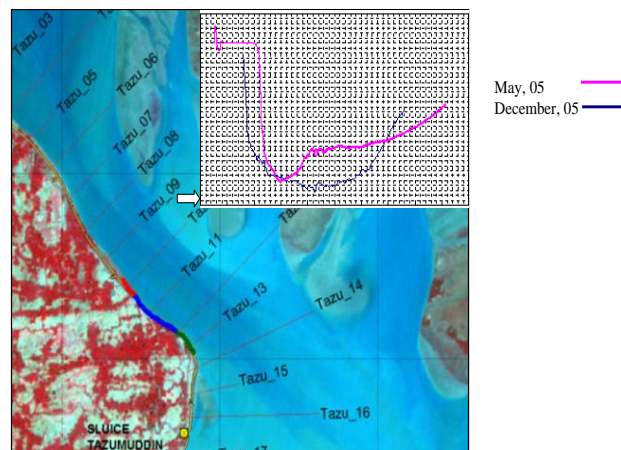 Tazu_03
Tazu_05
Tazu_06
Tazu_07
Tazu_08
Tazu_09
Tazu_11
Tazu_13
Tazu_14
Tazu_15
Tazu_16
SLUICE
TAZUMUDDIN
May, 05
December, 05